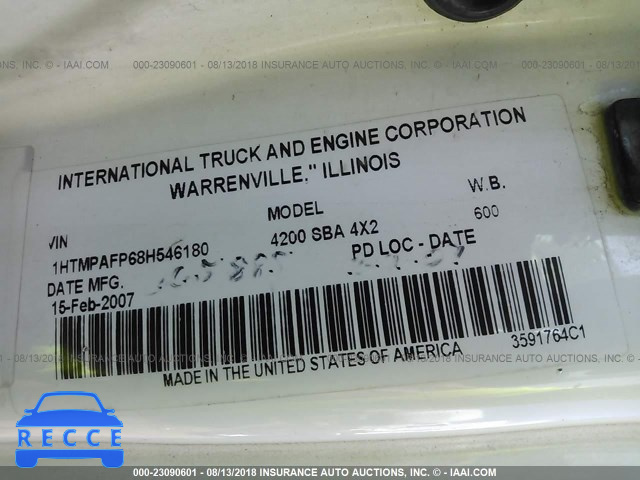 000-23090601 - 08/13/2018 INSURANCE AUTO AUCTIONS, INC. - © IAAI.COM
INTERNATIONAL TRUCK AND ENGINE CORPORATION
WARRENVILLE," ILLINOIS
VIN MODEL W.B.
1HTMPAFP68H546180 4200 SBA 4X2 600
DATE MFG. PD LOC - DATE
15-Feb-2007
3591764C1
MADE IN THE UNITED STATES OF AMERICA
RECCE
000-23090601 - 08/13/2018 INSURANCE AUTO AUCTIONS, INC. - © IAAI.COM